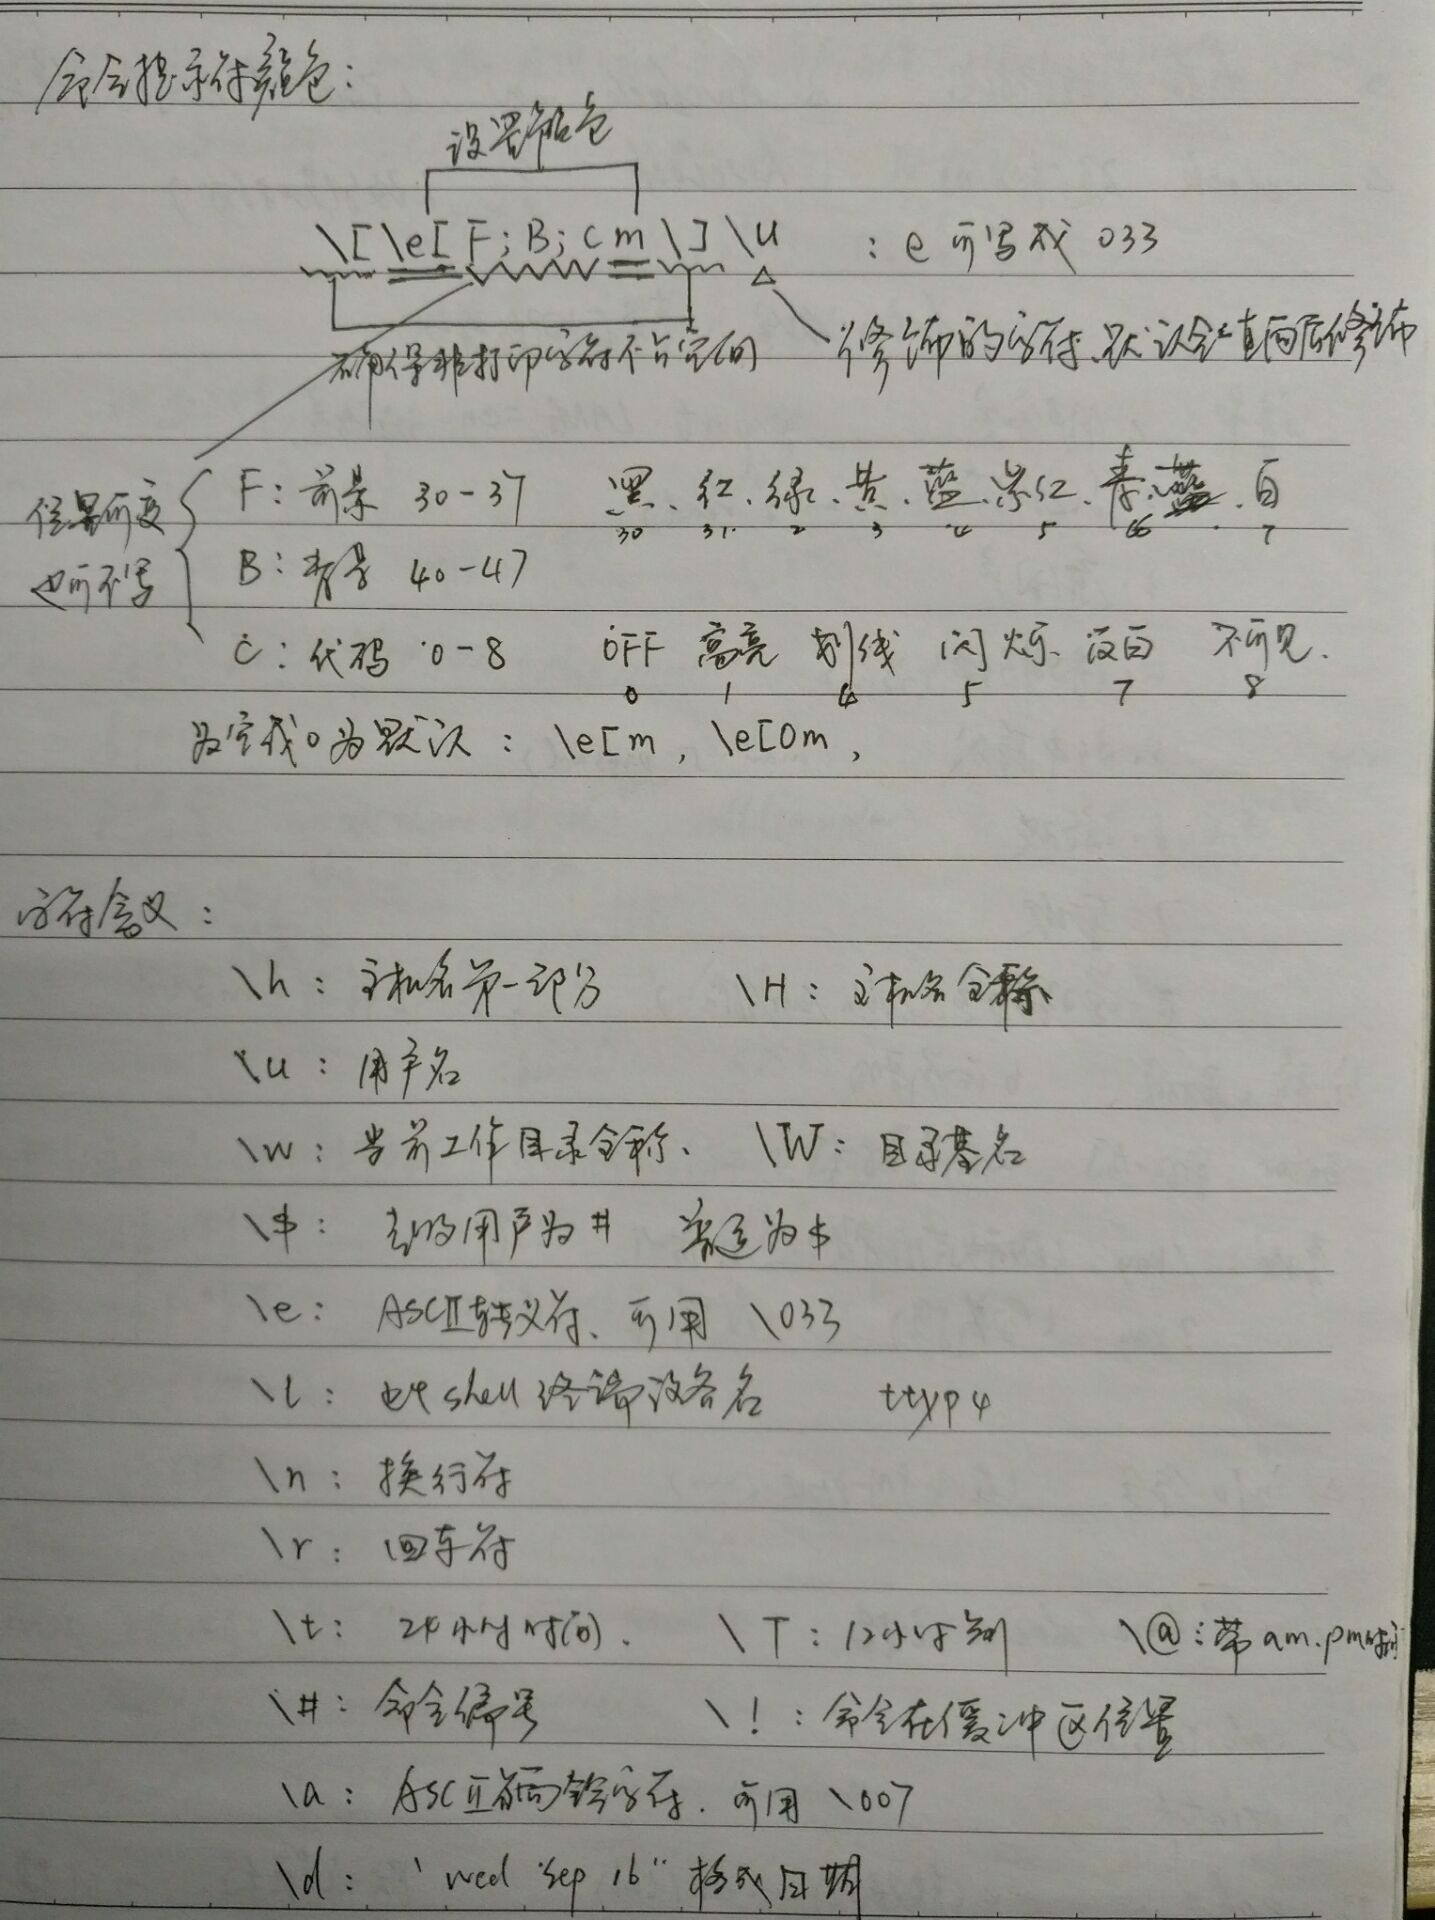 命令提示符颜色：
设置颜色
\[\e[F;B;cm\]\u ：e 可写成 033
确保非打印字符不占空间 修饰的字符,默认会一直向后修饰
F：前景 30-37 黑、红、绿、黄、蓝、紫红、青、白
30 31 2 3 4 5 6 7
位置可变
B：背景 40-47
也可不写
C：代码 0-8 OFF 高亮 划线 闪烁、反白 不可见.
0 1 4 5 7 8
为空或0为默认：\e[m , \e[0m ,
字符含义：
\h：主机名第一部分 \H：主机名全称
\u：用户名
\w：当前工作目录全称、 \W：目录基名
\$：用户为# 普通为$
\e：ASCII转义符、可用 \033
\l：shell 终端设备名 ttyp4
\n：换行符
\r：回车符
\t：24小时时间. \T：12小时制 \@：带am.pm时间
\#：命令编号 \!：命令在缓冲区位置
\a：ASCII响铃字符. 可用 \007
\d：'wed sep 16" 格式日期